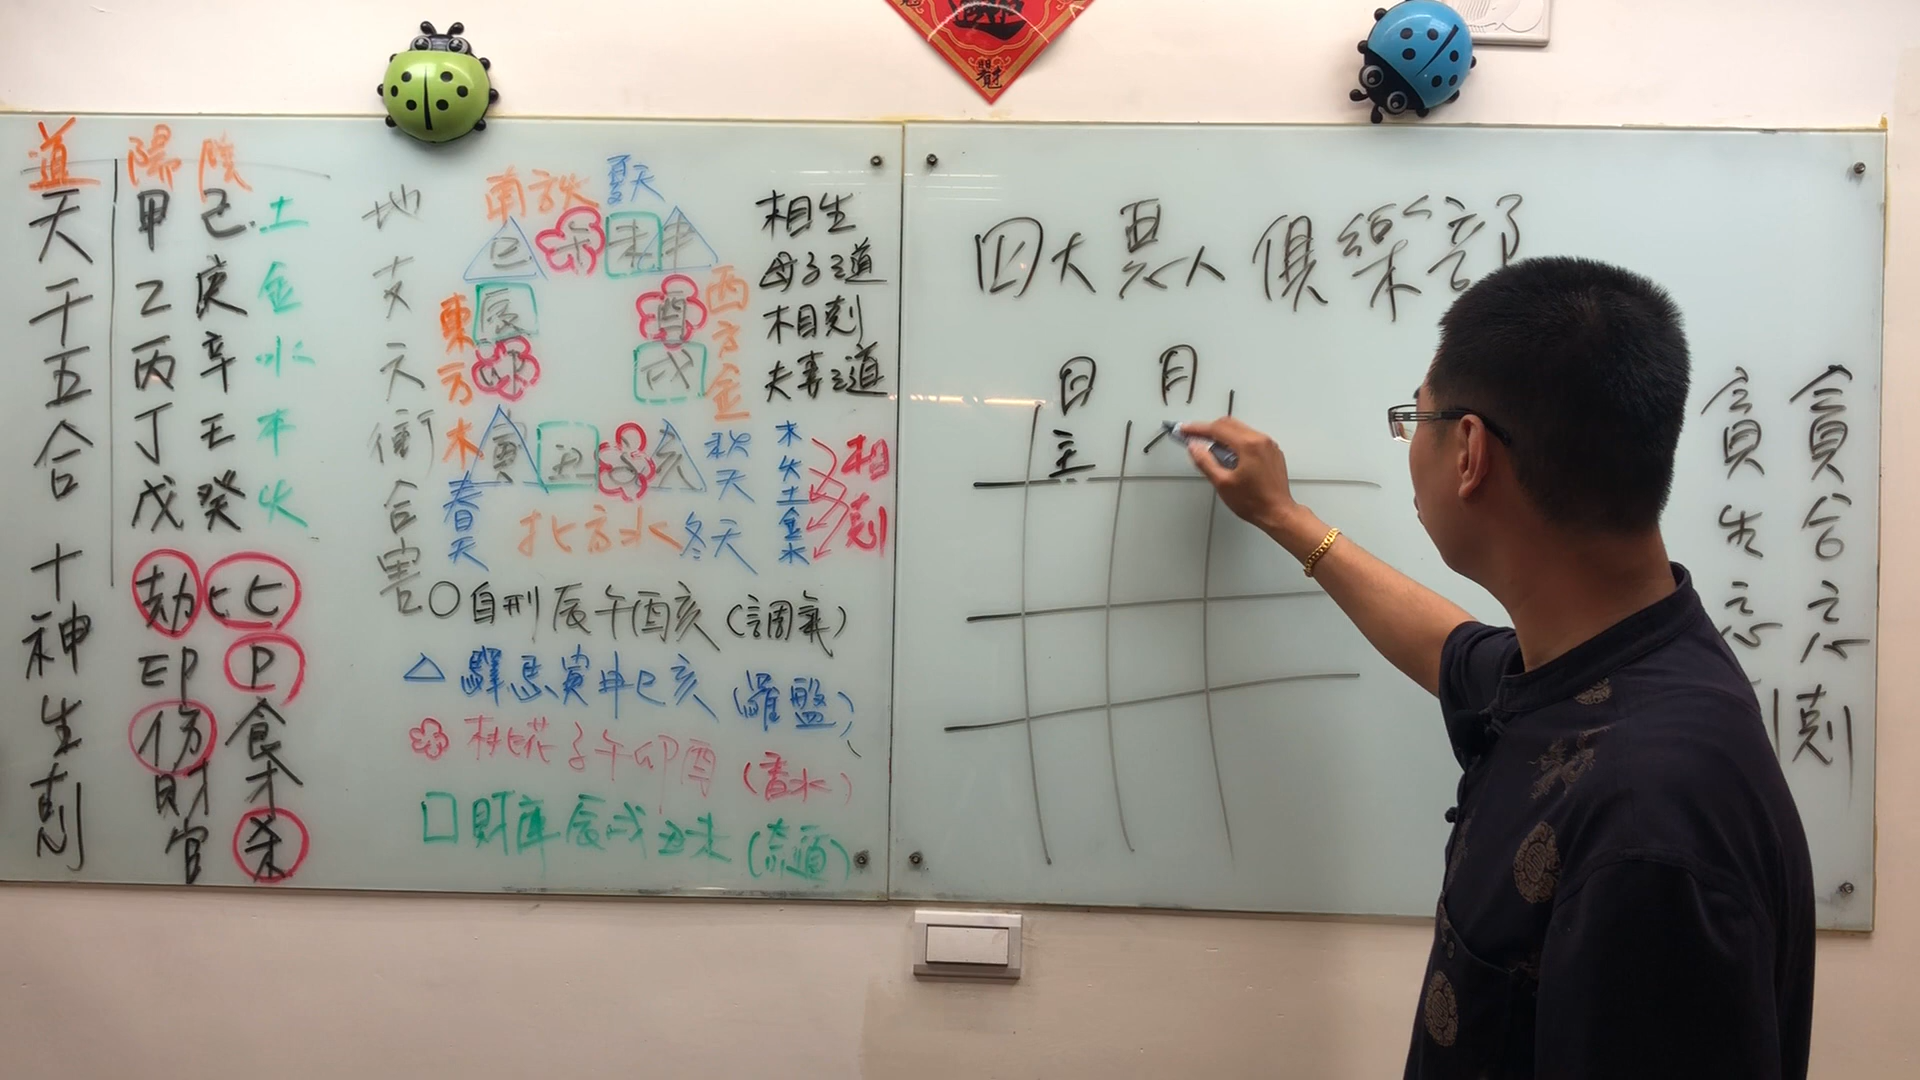 道
天干五合
十神生剋
陽 陰
甲己土
乙庚金
丙辛水
丁壬木
戊癸火
劫比
印P
傷食
財才
官杀
地支六衝合害
南方火 夏天
巳午未申
東方木
辰
卯
酉
戌
西方金
寅丑子亥
春天
秋天
北方水 冬天
相生
母子之道
相剋
夫妻之道
木
火
土
金
水
相剋
○自刑辰午酉亥(調氣)
△驛馬寅申巳亥(羅盤)
桃花子午卯酉(香水)
□財庫辰戌丑未
四大惡人俱樂部
日 月
主
貪合忘剋
貪生忘